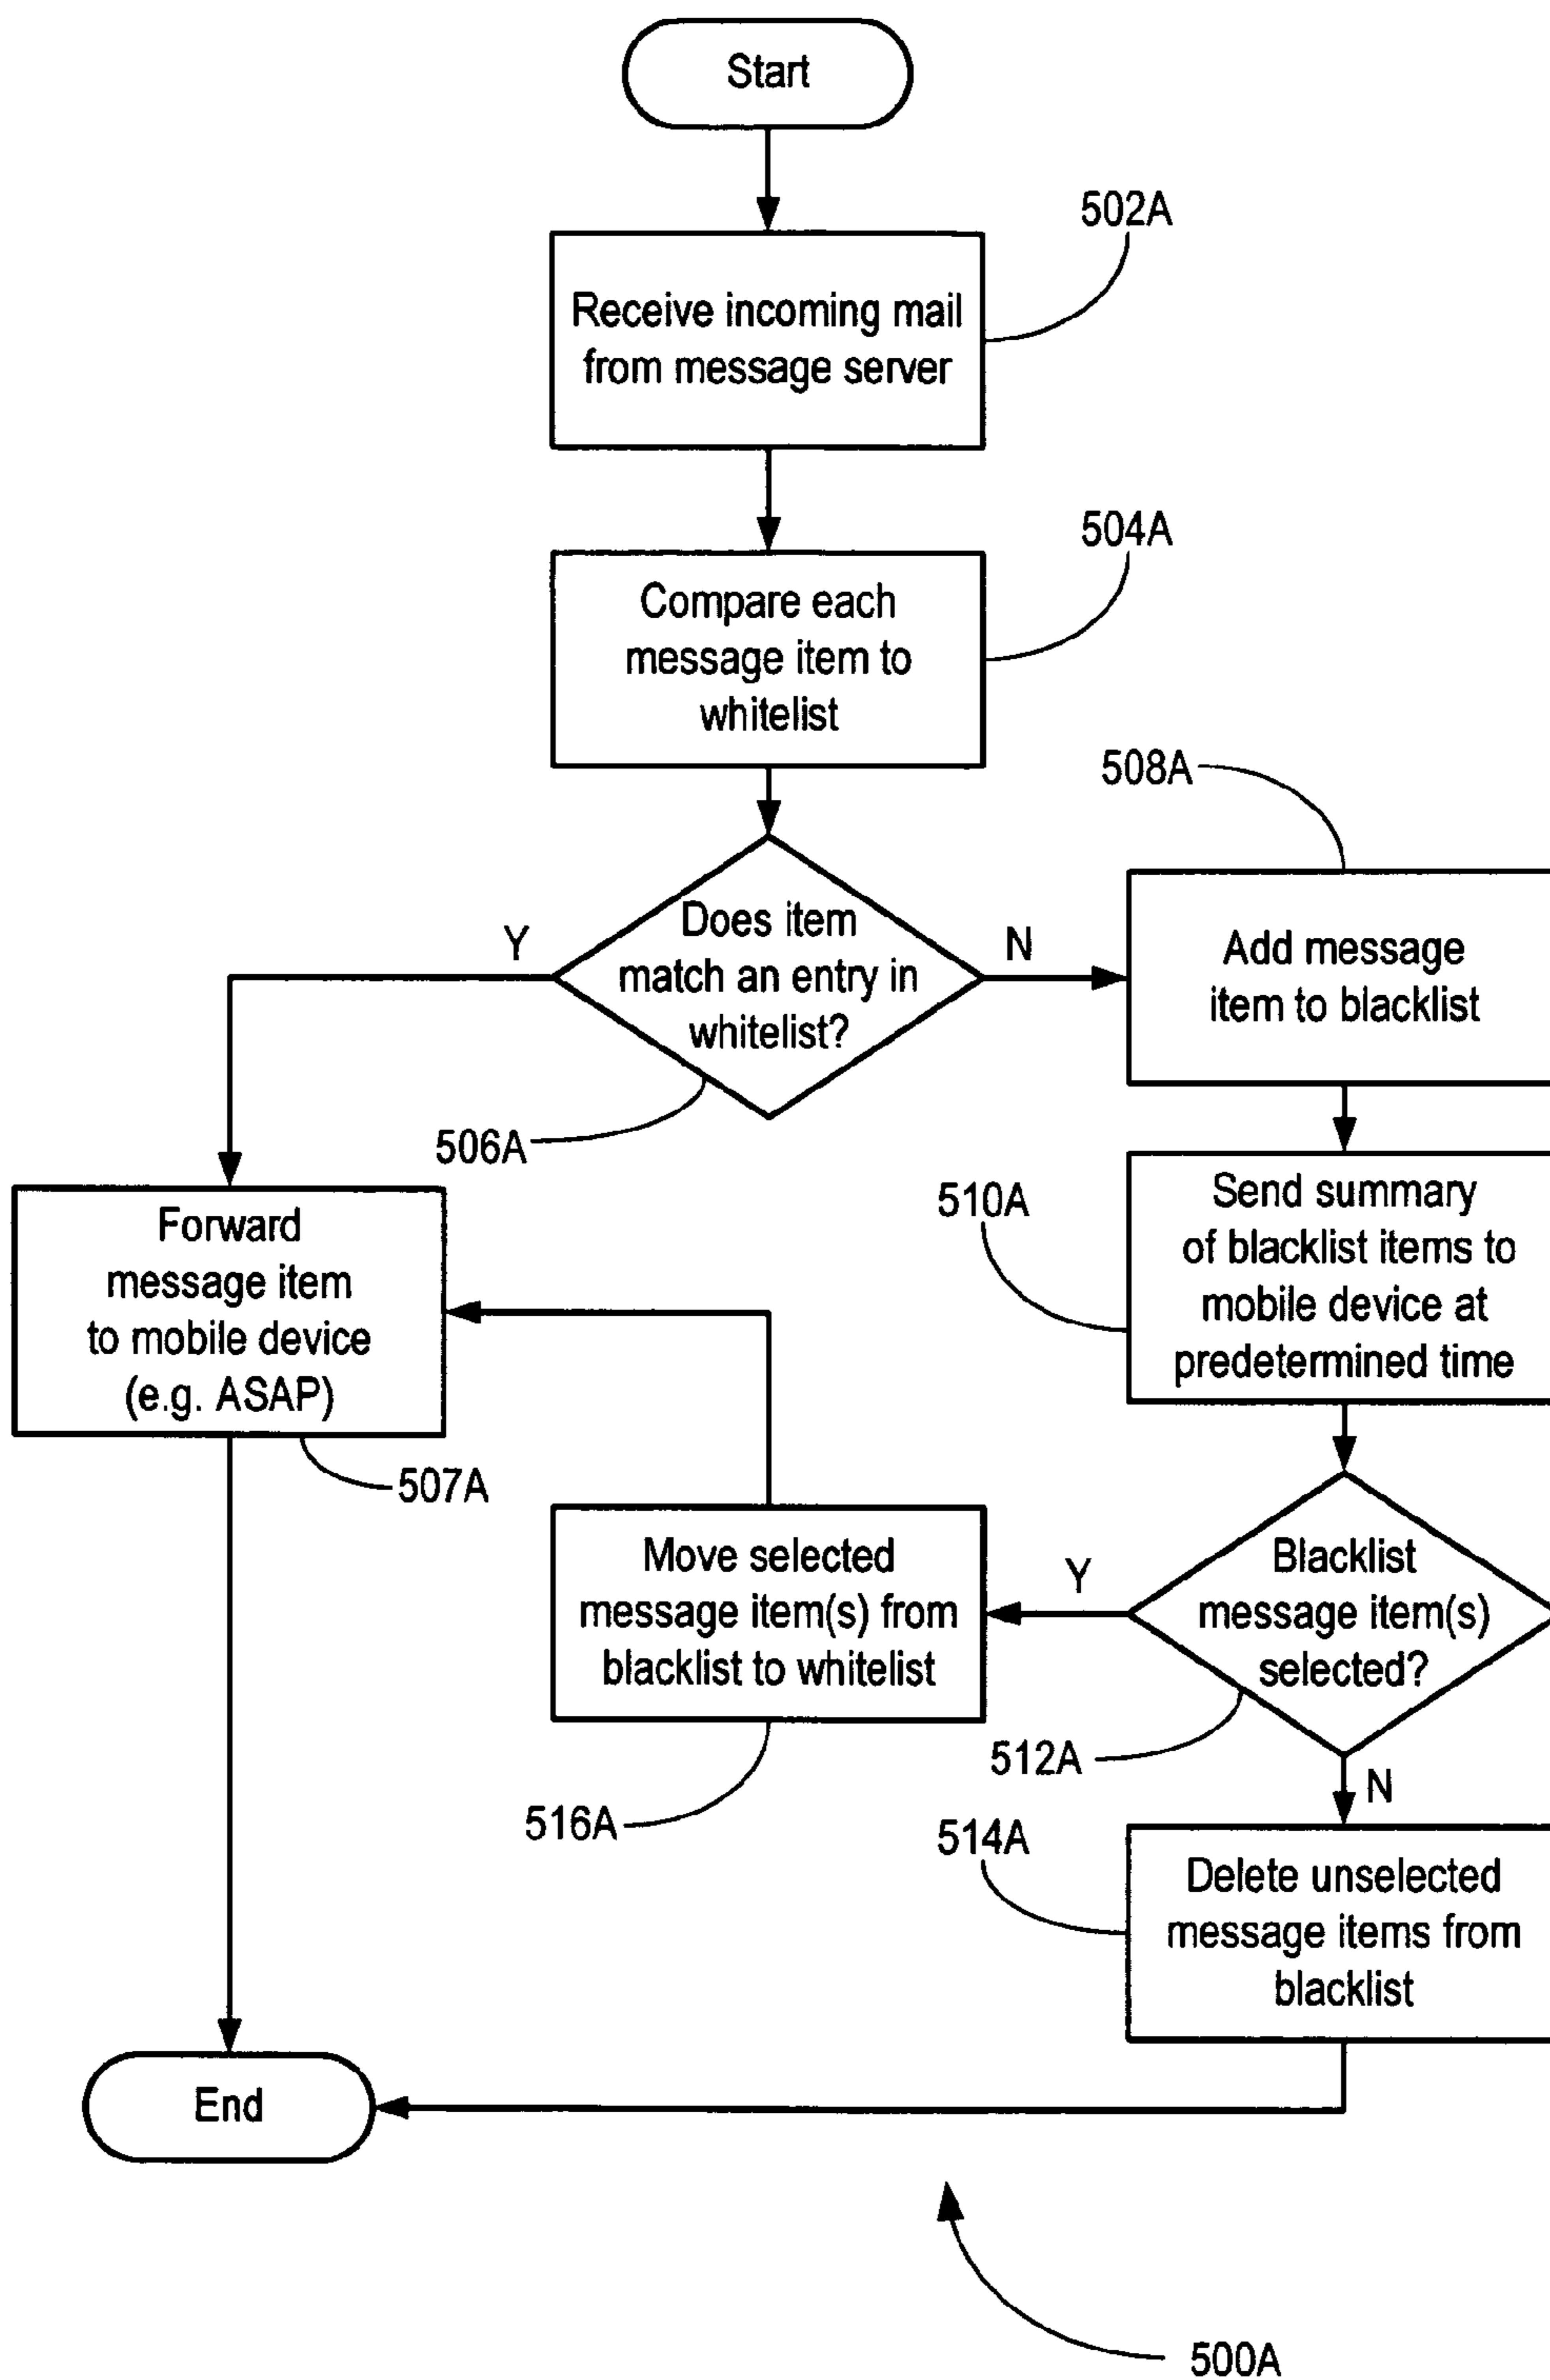 Start
502A
Receive incoming mail
from message server
504A
Compare each
message item to
whitelist
508A
Does item
match an entry in
whitelist?
Y
N
Add message
item to blacklist
506A
510A
Send summary
of blacklist items to
mobile device at
predetermined time
Forward
message item
to mobile device
(e.g. ASAP)
507A
Move selected
message item(s) from
blacklist to whitelist
Y
Blacklist
message item(s)
selected?
512A
N
516A
514A
Delete unselected
message items from
blacklist
End
500A